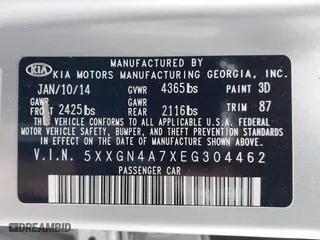 MANUFACTURED BY
KIA KIA MOTORS MANUFACTURING GEORGIA, INC.
JAN/10/14 GVWR 4365lbs PAINT 3D
GAWR FRONT 2425lbs GAWR REAR 2116lbs TRIM 87
THIS VEHICLE CONFORMS TO ALL APPLICABLE FEDERAL
MOTOR VEHICLE SAFETY, BUMPER, AND THEFT PREVENTION
STANDARDS IN EFFECT ON THE DATE OF MANUFACTURE
SHOWN ABOVE.
V.I.N. 5XXGN4A7XEG304462
PASSENGER CAR
© DREAMBID.COM